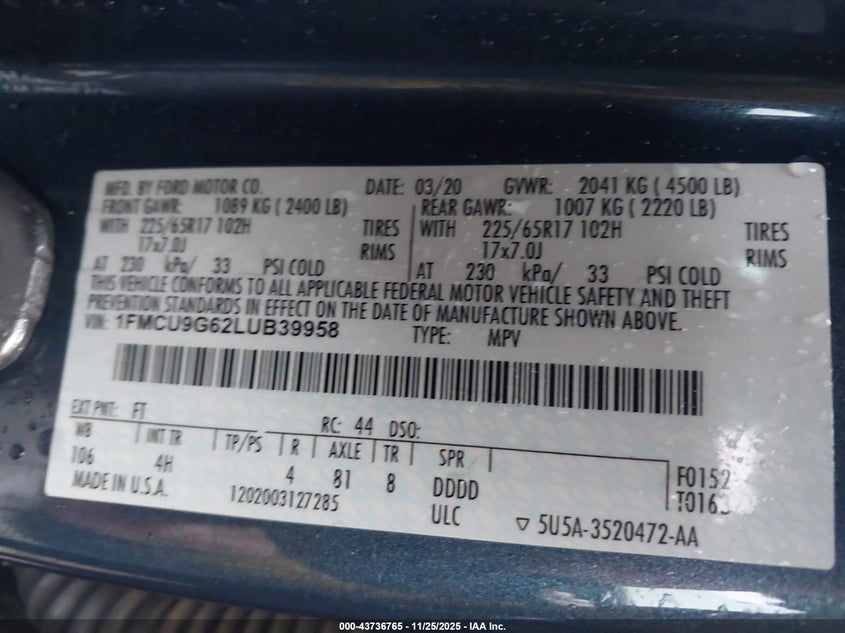 MFD. BY FORD MOTOR CO. DATE: 03/20 GVWR: 2041 KG ( 4500 LB)
FRONT GAWR: 1089 KG ( 2400 LB) REAR GAWR: 1007 KG ( 2220 LB)
WITH 225/65R17 102H TIRES WITH 225/65R17 102H TIRES
17x7.0J RIMS 17x7.0J RIMS
AT 230 kPa/ 33 PSI COLD AT 230 kPa/ 33 PSI COLD
THIS VEHICLE CONFORMS TO ALL APPLICABLE FEDERAL MOTOR VEHICLE SAFETY AND THEFT
PREVENTION STANDARDS IN EFFECT ON THE DATE OF MANUFACTURE SHOWN ABOVE.
VIN: 1FMCU9G62LUB39958 TYPE: MPV
EXT PNT: FT RC: 44 DSO:
WB INT TR TP/PS R AXLE TR SPR
106 4H 4 81 8 DDDD F0152
MADE IN U.S.A. 1202003127285 ULC T0163
▽ 5U5A-3520472-AA
000-43736765 - 11/25/2025 - IAA Inc.